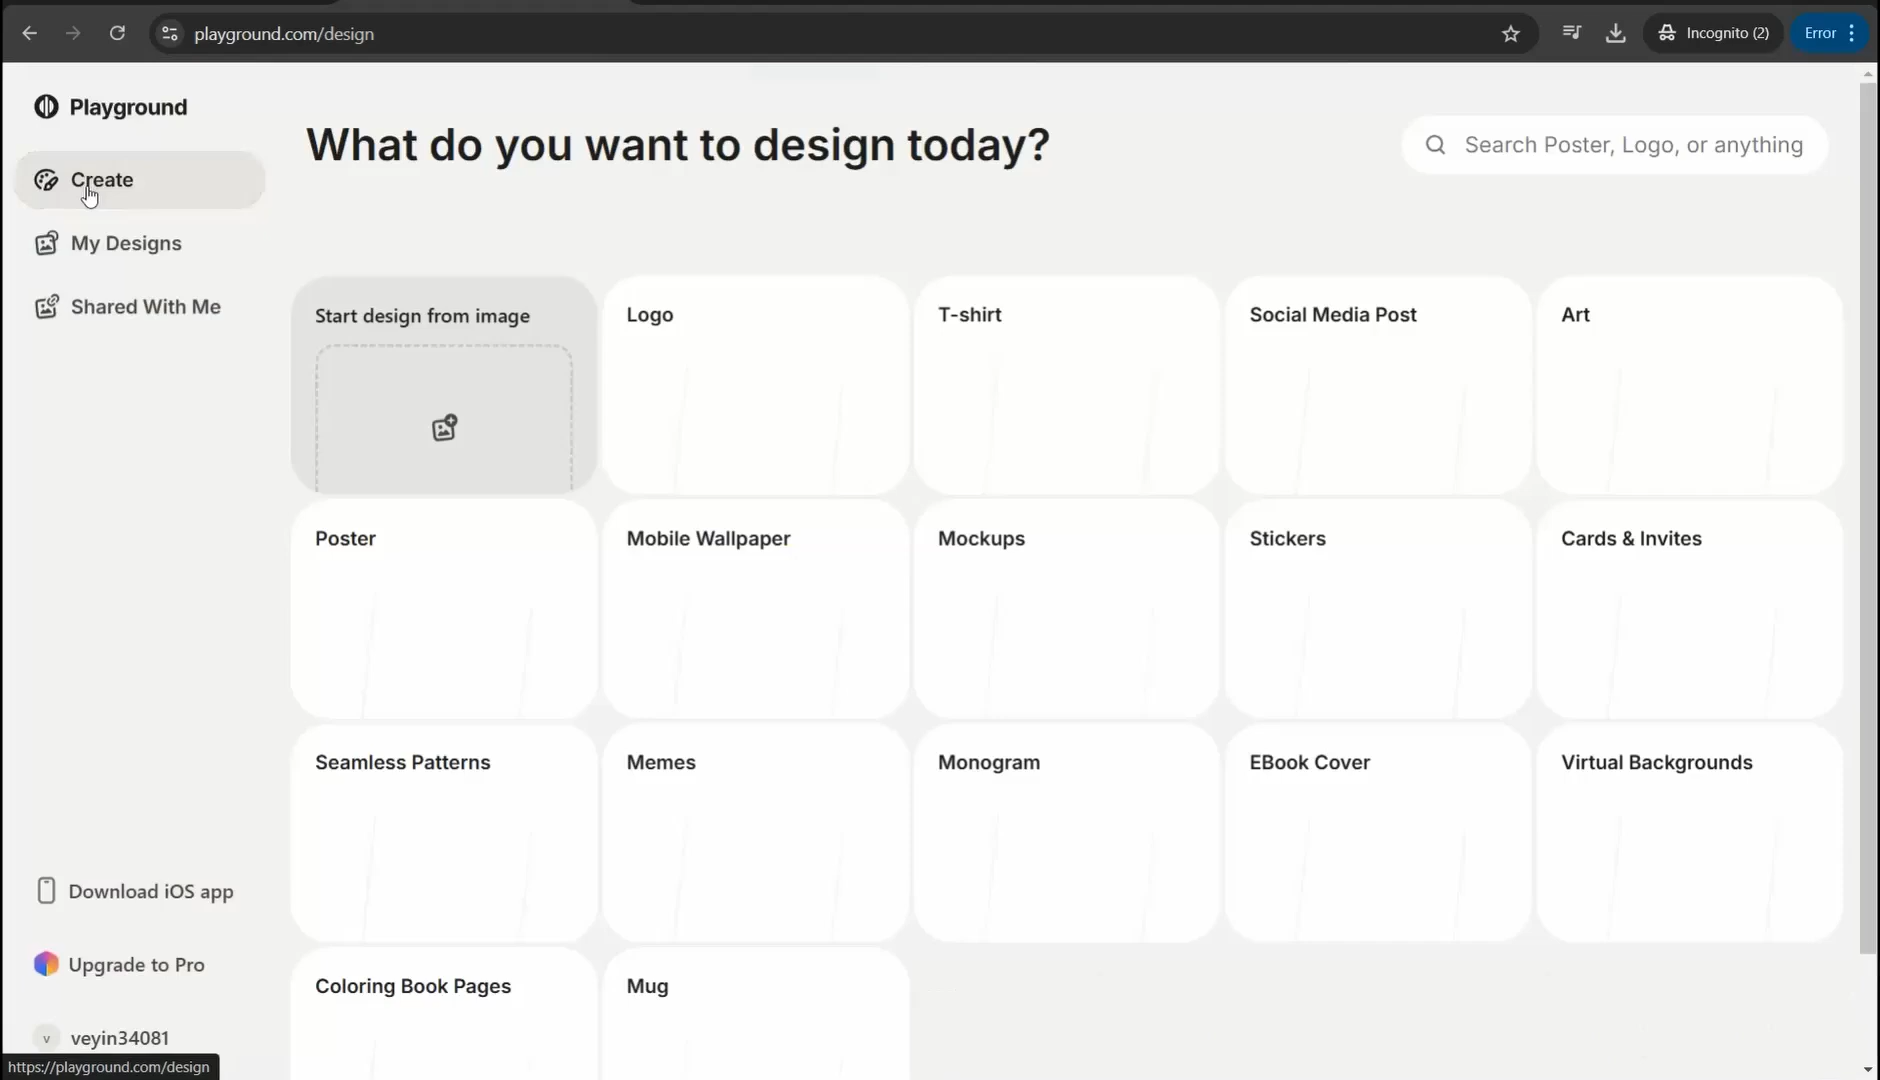 playground.com/design
Incognito (2)
Error
Playground
Create
My Designs
Shared With Me
What do you want to design today?
Search Poster, Logo, or anything
Start design from image
Logo
T-shirt
Social Media Post
Art
Poster
Mobile Wallpaper
Mockups
Stickers
Cards & Invites
Seamless Patterns
Memes
Monogram
EBook Cover
Virtual Backgrounds
Coloring Book Pages
Mug
Download iOS app
Upgrade to Pro
v veyin34081
https://playground.com/design